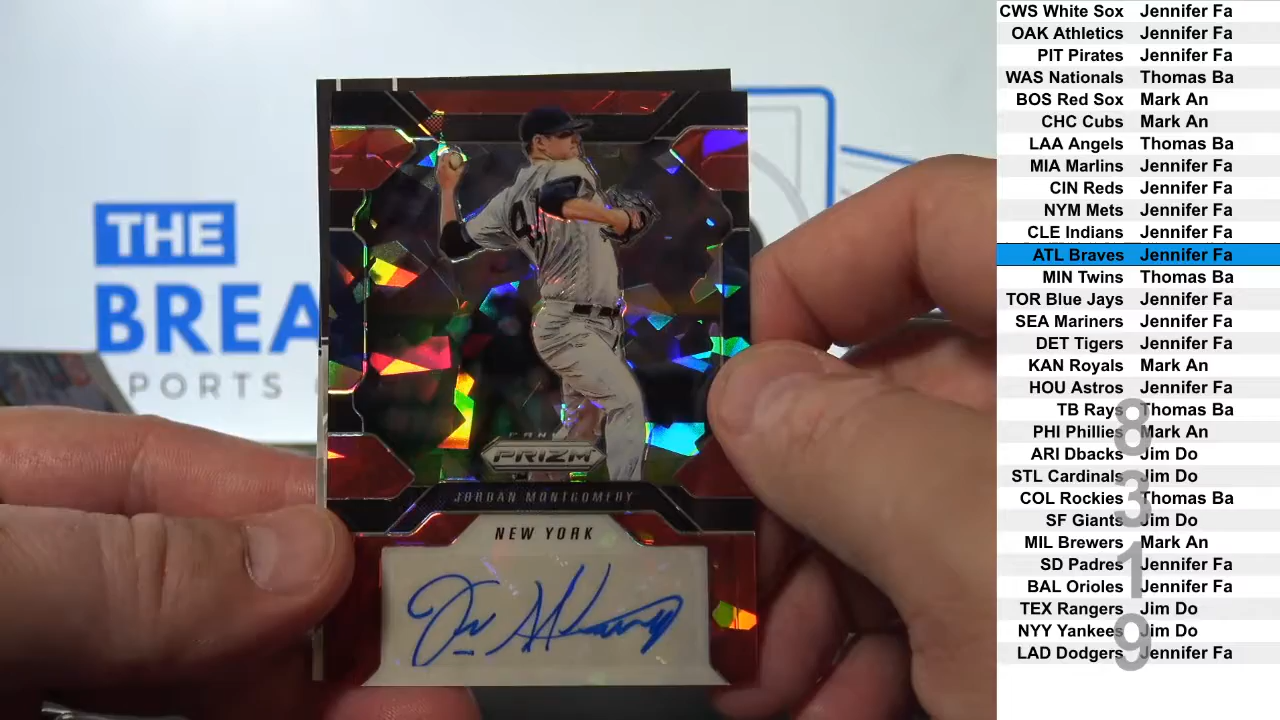 THE
BREA
PORTS
PANI
PRIZM
JORDAN MONTGOMERY
NEW YORK
CWS White Sox Jennifer Fa
OAK Athletics Jennifer Fa
PIT Pirates Jennifer Fa
WAS Nationals Thomas Ba
BOS Red Sox Mark An
CHC Cubs Mark An
LAA Angels Thomas Ba
MIA Marlins Jennifer Fa
CIN Reds Jennifer Fa
NYM Mets Jennifer Fa
CLE Indians Jennifer Fa
ATL Braves Jennifer Fa
MIN Twins Thomas Ba
TOR Blue Jays Jennifer Fa
SEA Mariners Jennifer Fa
DET Tigers Jennifer Fa
KAN Royals Mark An
HOU Astros Jennifer Fa
TB Rays Thomas Ba
PHI Phillies Mark An
ARI Dbacks Jim Do
STL Cardinals Jim Do
COL Rockies Thomas Ba
SF Giants Jim Do
MIL Brewers Mark An
SD Padres Jennifer Fa
BAL Orioles Jennifer Fa
TEX Rangers Jim Do
NYY Yankees Jim Do
LAD Dodgers Jennifer Fa
8
3
1
9